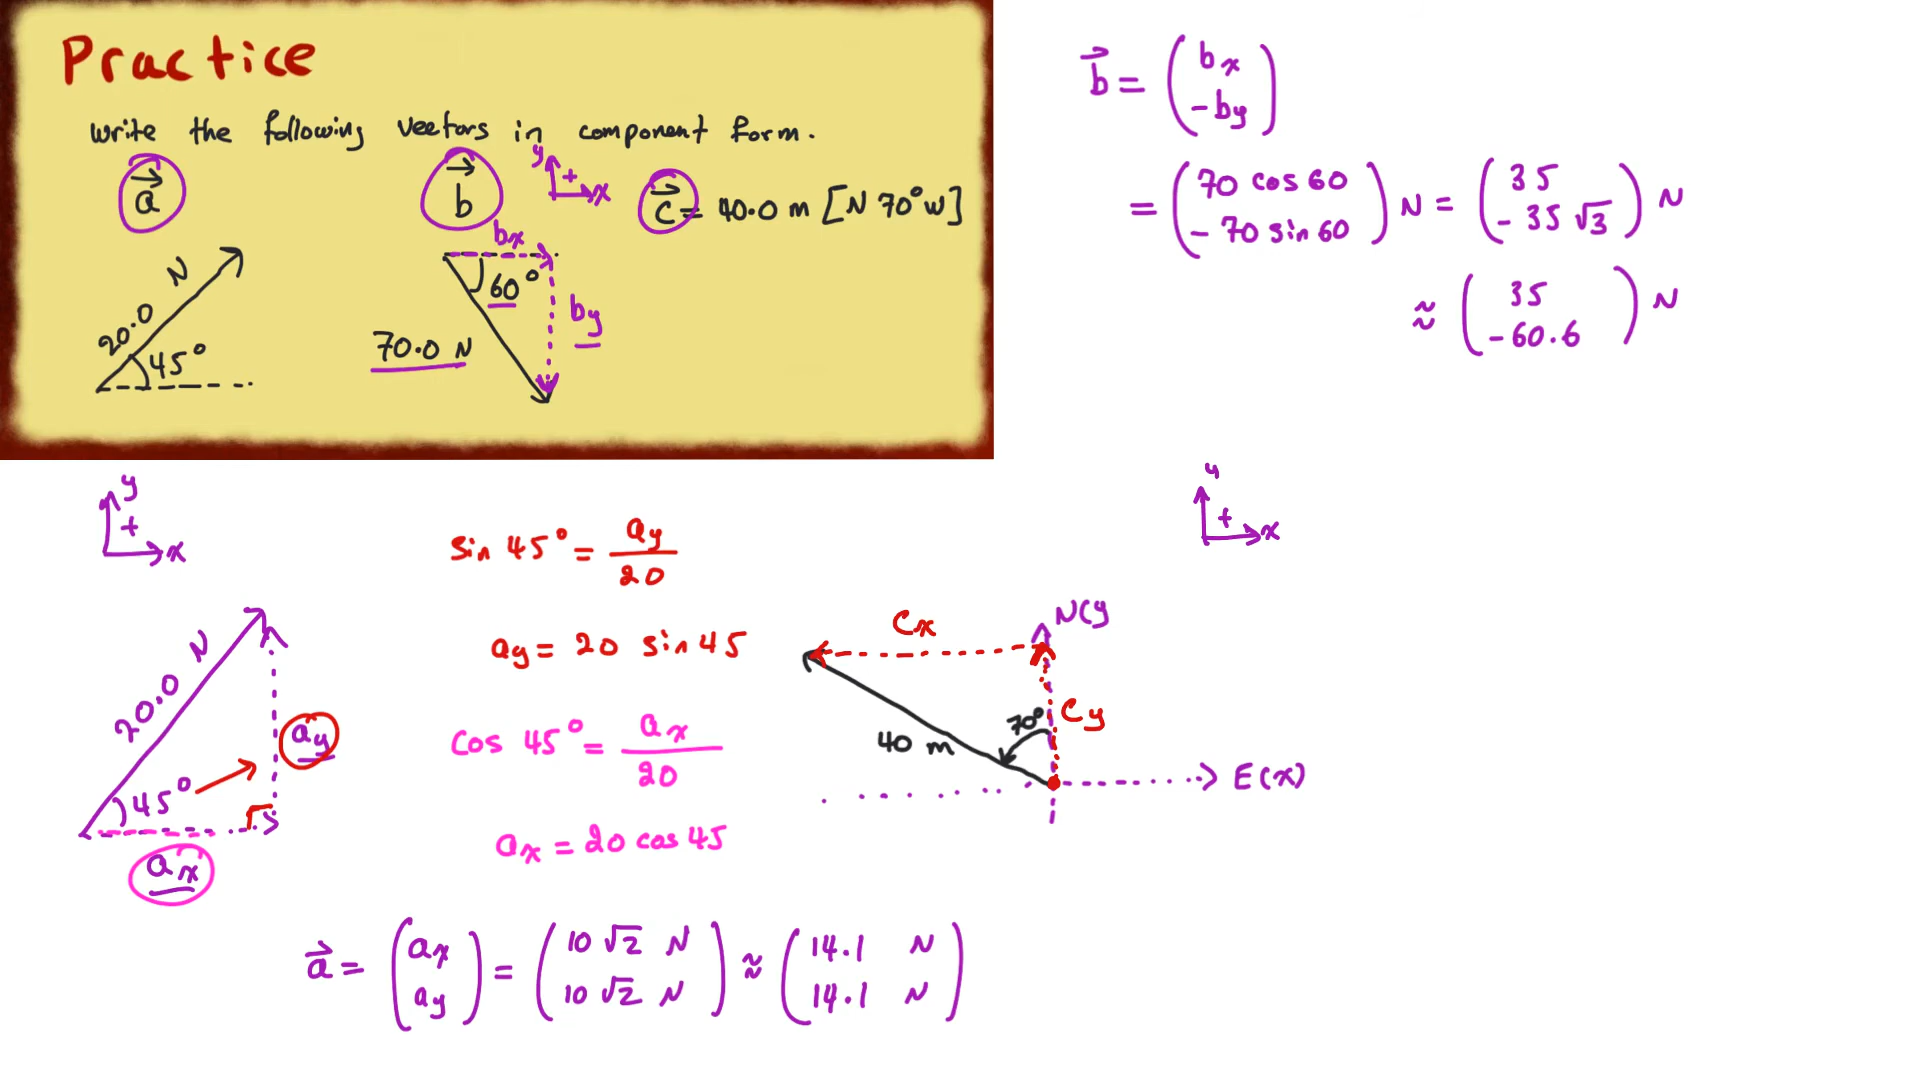 Practice
write the following vectors in component form.
a⃗
b⃗
y
+
x
c⃗ = 40.0 m [N 70° W]
20.0 N
45°
bx
60°
by
70.0 N
b⃗ = (bx
-by)
= (70 cos 60
- 70 sin 60) N = (35
- 35 √3) N
≈ (35
-60.6) N
y
+
x
20.0 N
45°
ay
ax
sin 45° = ay/20
ay = 20 sin 45
cos 45° = ax/20
ax = 20 cos 45
a⃗ = (ax
ay) = (10 √2 N
10 √2 N) ≈ (14.1 N
14.1 N)
y
+
x
N(y
Cx
70°
Cy
40 m
E(x)